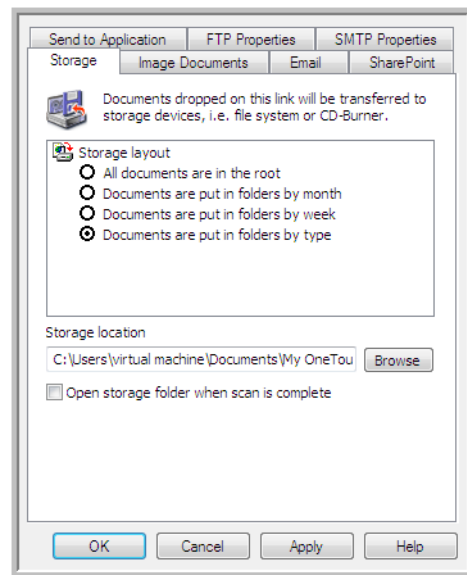 Send to Application FTP Properties SMTP Properties
Storage Image Documents Email SharePoint
Documents dropped on this link will be transferred to
storage devices, i.e. file system or CD-Burner.
Storage layout
All documents are in the root
Documents are put in folders by month
Documents are put in folders by week
Documents are put in folders by type
Storage location
C:\Users\virtual machine\Documents\My OneTou Browse
Open storage folder when scan is complete
OK Cancel Apply Help